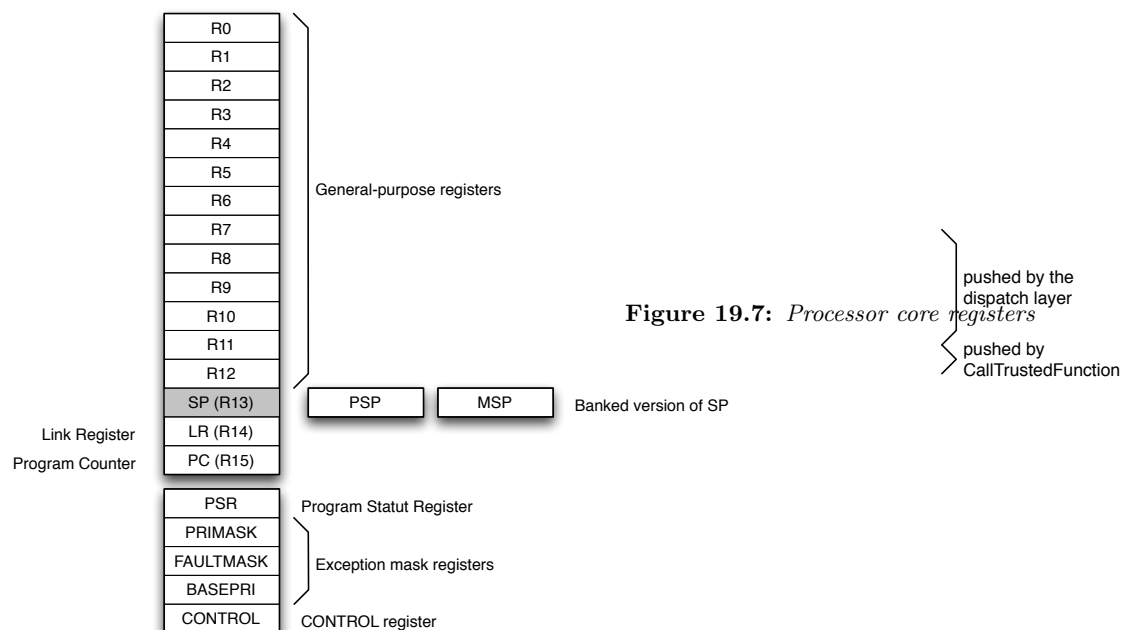 R0
R1
R2
R3
R4
R5
General-purpose registers
R6
R7
R8
R9
pushed by the
dispatch layer
R10
Figure 19.7: Processor core registers
R11
pushed by
CallTrustedFunction
R12
SP (R13)
PSP
MSP
Banked version of SP
Link Register
LR (R14)
Program Counter
PC (R15)
PSR
Program Statut Register
PRIMASK
FAULTMASK
Exception mask registers
BASEPRI
CONTROL
CONTROL register